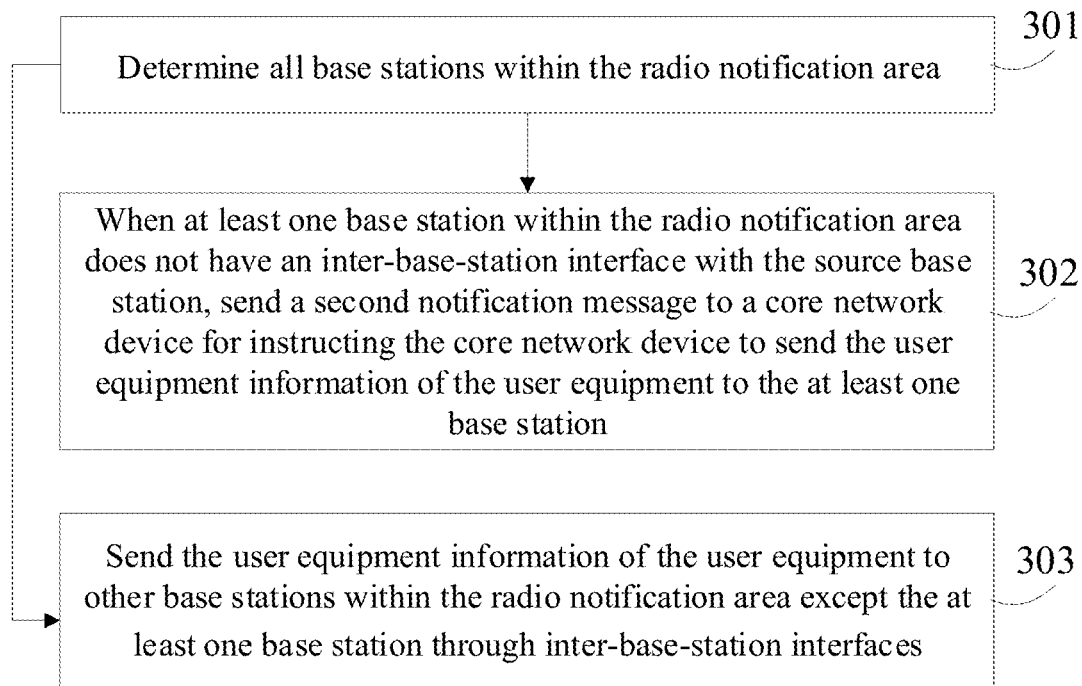 301
Determine all base stations within the radio notification area
When at least one base station within the radio notification area
does not have an inter-base-station interface with the source base
station, send a second notification message to a core network
device for instructing the core network device to send the user
equipment information of the user equipment to the at least one
base station
302
Send the user equipment information of the user equipment to
other base stations within the radio notification area except the at
least one base station through inter-base-station interfaces
303